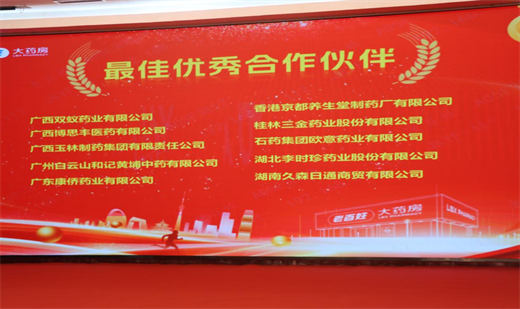 大药房
最佳优秀合作伙伴
广西双蚁药业有限公司
广西博思丰医药有限公司
广西玉林制药集团有限责任公司
广州白云山和记黄埔中药有限公司
广东康侨药业有限公司
香港京都养生堂制药厂有限公司
桂林三金药业股份有限公司
石药集团欧意药业有限公司
湖北李时珍药业股份有限公司
湖南久森日通商贸有限公司
老百姓 大药房